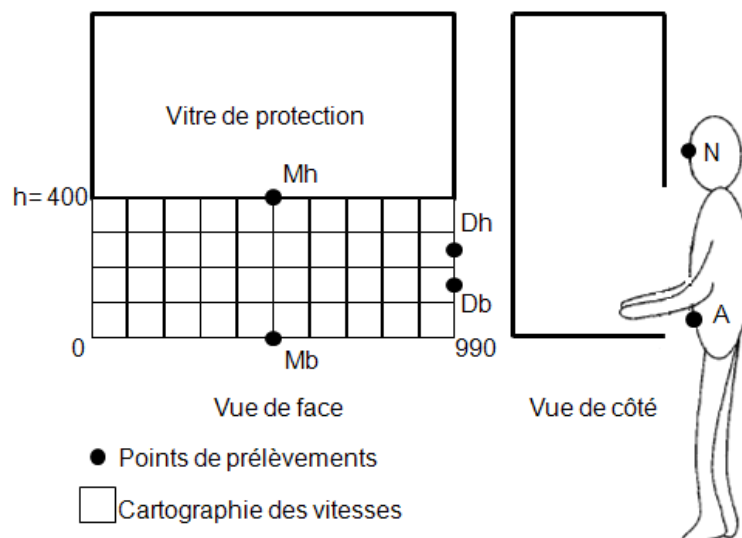 Vitre de protection
Mh
N
h= 400
Dh
Db
A
0
Mb
990
Vue de face
Vue de côté
Points de prélèvements
Cartographie des vitesses